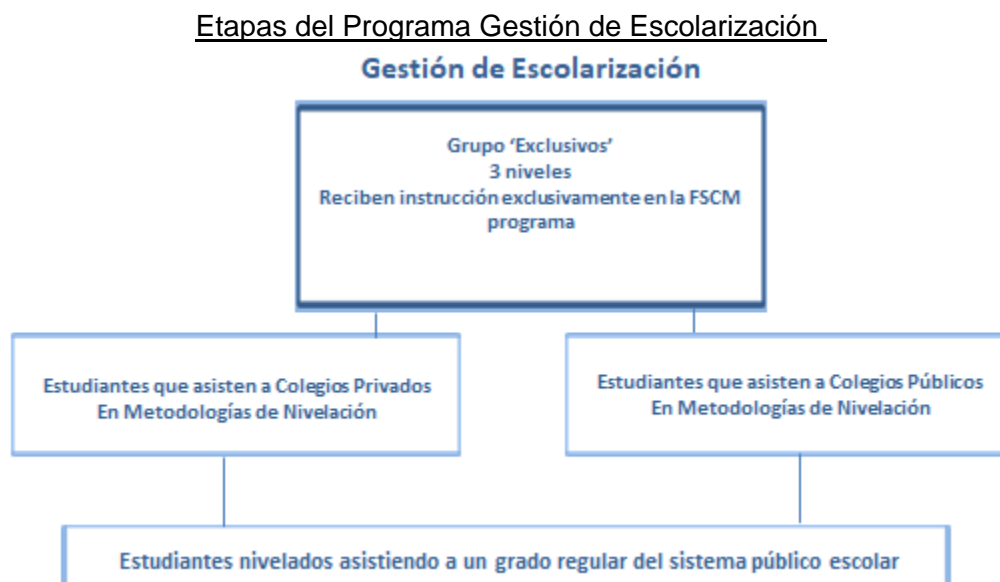 Etapas del Programa Gestión de Escolarización
Gestión de Escolarización
Grupo ‘Exclusivos’
3 niveles
Reciben instrucción exclusivamente en la FSCM
programa
Estudiantes que asisten a Colegios Privados
En Metodologías de Nivelación
Estudiantes que asisten a Colegios Públicos
En Metodologías de Nivelación
Estudiantes nivelados asistiendo a un grado regular del sistema público escolar